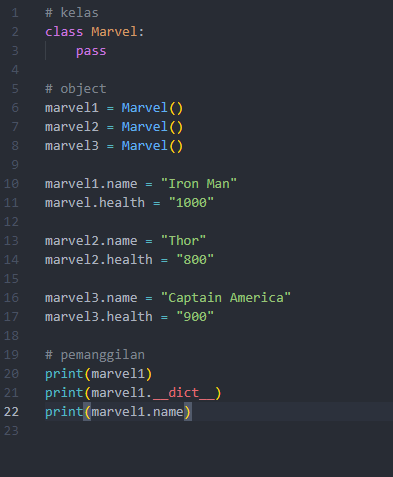 1 # kelas
2 class Marvel:
3     pass
4
5 # object
6 marvel1 = Marvel()
7 marvel2 = Marvel()
8 marvel3 = Marvel()
9
10 marvel1.name = "Iron Man"
11 marvel.health = "1000"
12
13 marvel2.name = "Thor"
14 marvel2.health = "800"
15
16 marvel3.name = "Captain America"
17 marvel3.health = "900"
18
19 # pemanggilan
20 print(marvel1)
21 print(marvel1.__dict__)
22 print(marvel1.name)
23